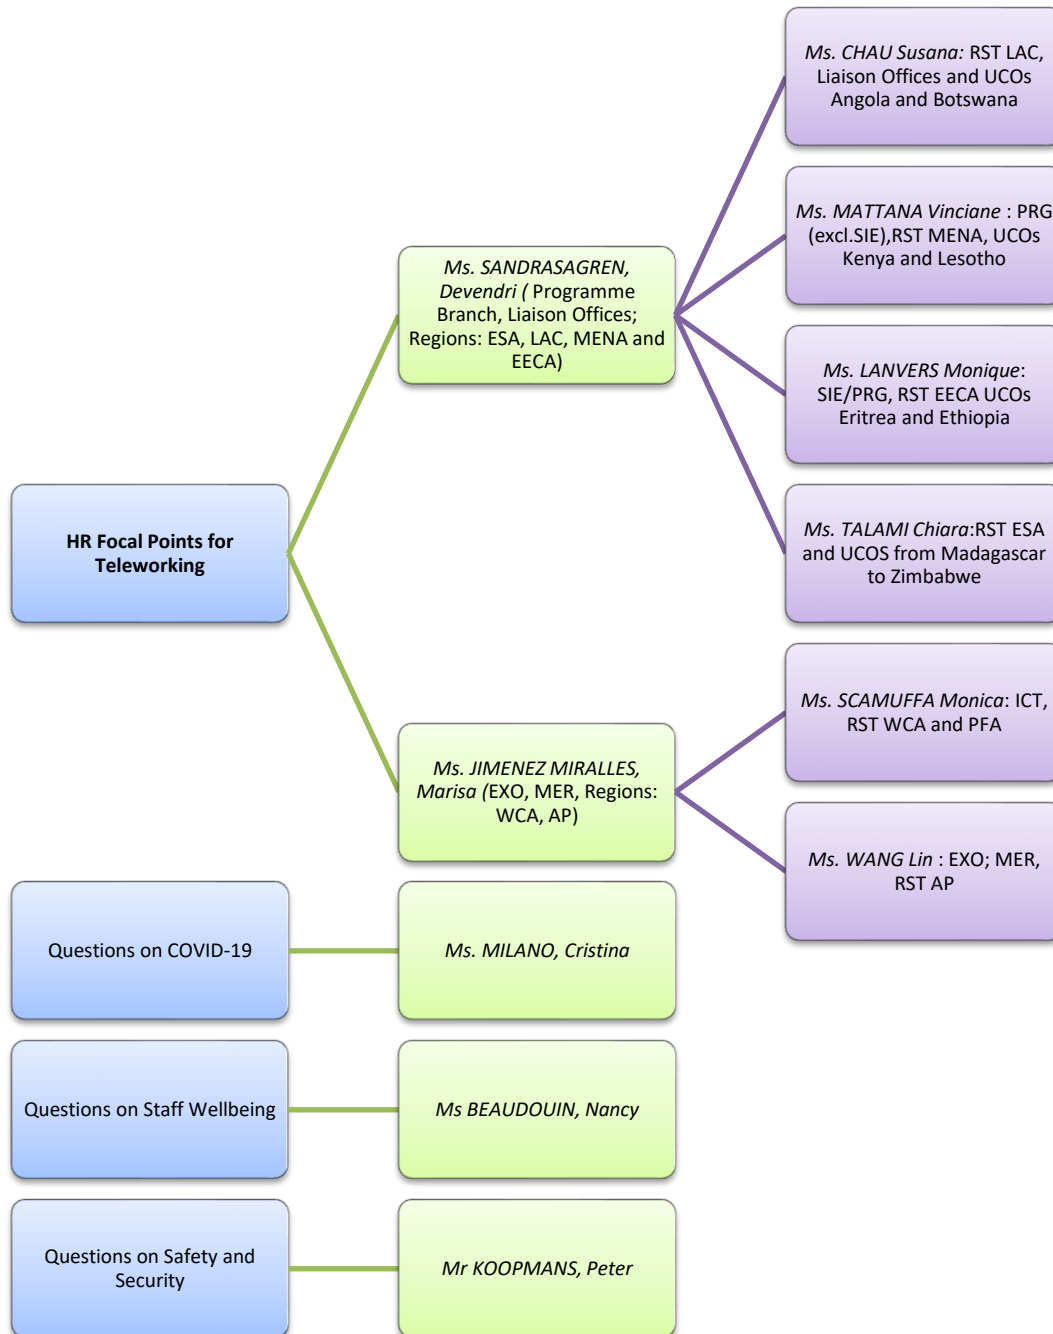 HR Focal Points for
Teleworking
Ms. SANDRASAGREN,
Devendri ( Programme
Branch, Liaison Offices;
Regions: ESA, LAC, MENA and
EECA)
Ms. CHAU Susana: RST LAC,
Liaison Offices and UCOs
Angola and Botswana
Ms. MATTANA Vinciane : PRG
(excl.SIE),RST MENA, UCOs
Kenya and Lesotho
Ms. LANVERS Monique:
SIE/PRG, RST EECA UCOs
Eritrea and Ethiopia
Ms. TALAMI Chiara:RST ESA
and UCOS from Madagascar
to Zimbabwe
Ms. JIMENEZ MIRALLES,
Marisa (EXO, MER, Regions:
WCA, AP)
Ms. SCAMUFFA Monica: ICT,
RST WCA and PFA
Ms. WANG Lin : EXO; MER,
RST AP
Questions on COVID-19
Ms. MILANO, Cristina
Questions on Staff Wellbeing
Ms BEAUDOUIN, Nancy
Questions on Safety and
Security
Mr KOOPMANS, Peter